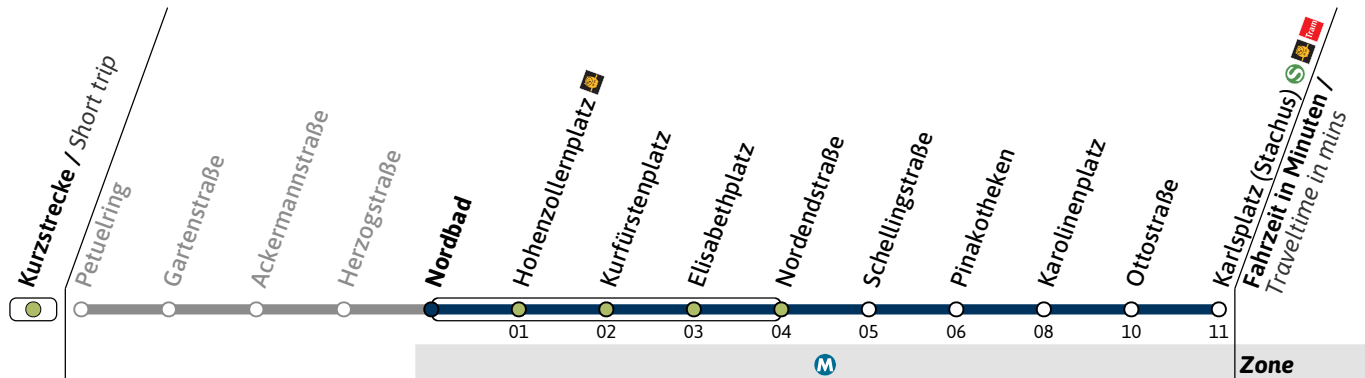 Kurzstrecke / Short trip
Petuelring
Gartenstraße
Ackermannstraße
Herzogstraße
Nordbad
Hohenzollernplatz
Kurfürstenplatz
Elisabethplatz
Nordendstraße
Schellingstraße
Pinakotheken
Karolinenplatz
Ottostraße
Karlsplatz (Stachus) S Tram
Fahrzeit in Minuten /
Traveltime in mins
01 02 03 04 05 06 08 10 11
M
Zone